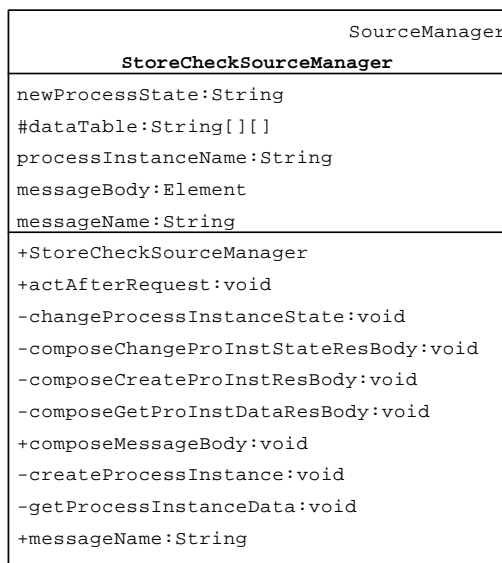 SourceManager
StoreCheckSourceManager
newProcessState:String
#dataTable:String[][]
processInstanceName:String
messageBody:Element
messageName:String
+StoreCheckSourceManager
+actAfterRequest:void
-changeProcessInstanceState:void
-composeChangeProInstStateResBody:void
-composeCreateProInstResBody:void
-composeGetProInstDataResBody:void
+composeMessageBody:void
-createProcessInstance:void
-getProcessInstanceData:void
+messageName:String